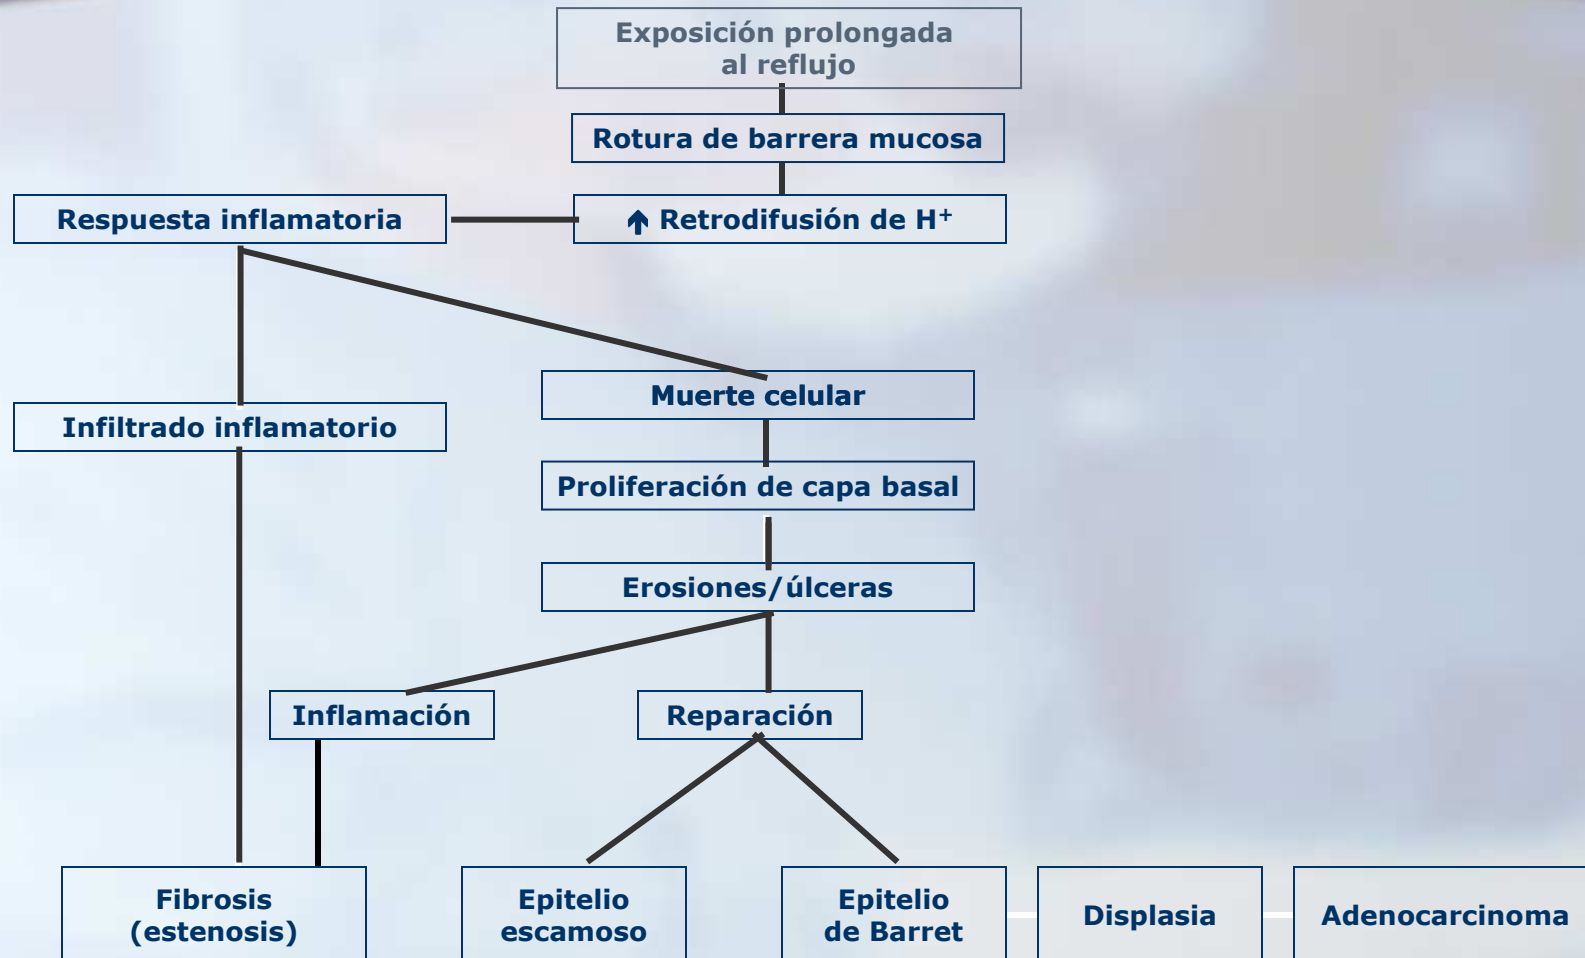 Exposición prolongada
al reflujo
Rotura de barrera mucosa
Respuesta inflamatoria
↑ Retrodifusión de H⁺
Muerte celular
Infiltrado inflamatorio
Proliferación de capa basal
Erosiones/úlceras
Inflamación
Reparación
Fibrosis
(estenosis)
Epitelio
escamoso
Epitelio
de Barret
Displasia
Adenocarcinoma